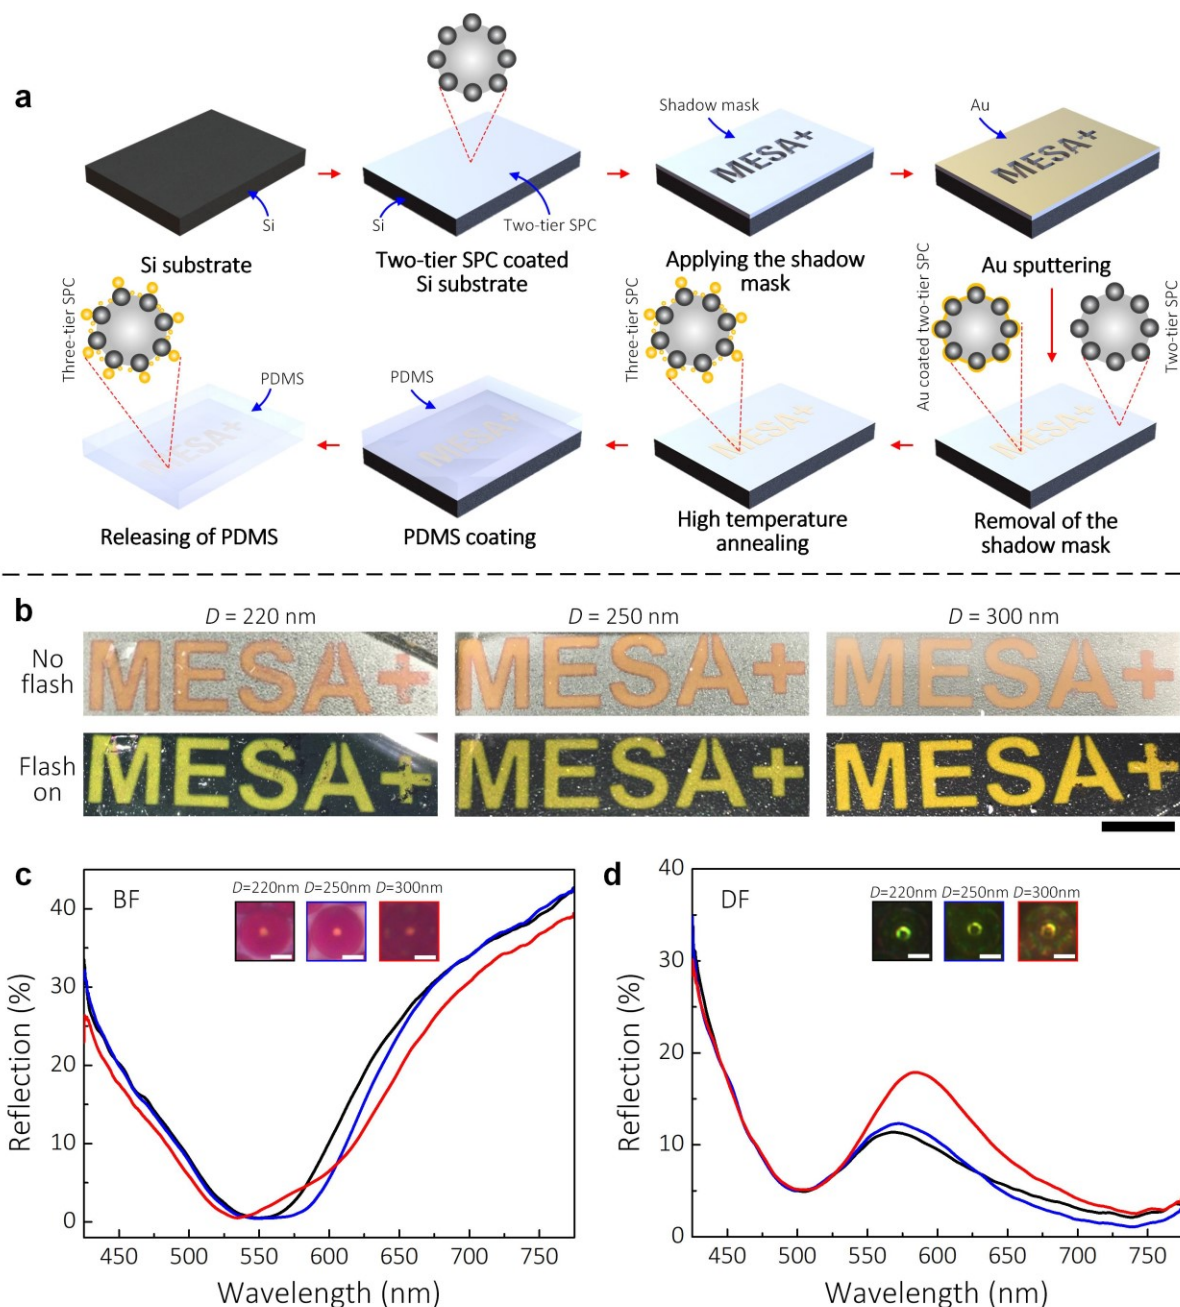 a
Shadow mask
Au
MESA+
MESA+
Si
Si
Two-tier SPC
Si substrate
Two-tier SPC coated
Si substrate
Applying the shadow
mask
Au sputtering
Three-tier SPC
Three-tier SPC
Au coated two-tier SPC
Two-tier SPC
PDMS
PDMS
MESA+
MESA+
MESA+
MESA+
Releasing of PDMS
PDMS coating
High temperature
annealing
Removal of the
shadow mask
b
D = 220 nm
D = 250 nm
D = 300 nm
No
flash
MESA+
MESA+
MESA+
Flash
on
MESA+
MESA+
MESA+
c
BF
D=220nm
D=250nm
D=300nm
Reflection (%)
40
30
20
10
0
450
500
550
600
650
700
750
Wavelength (nm)
d
DF
D=220nm
D=250nm
D=300nm
Reflection (%)
40
30
20
10
0
450
500
550
600
650
700
750
Wavelength (nm)